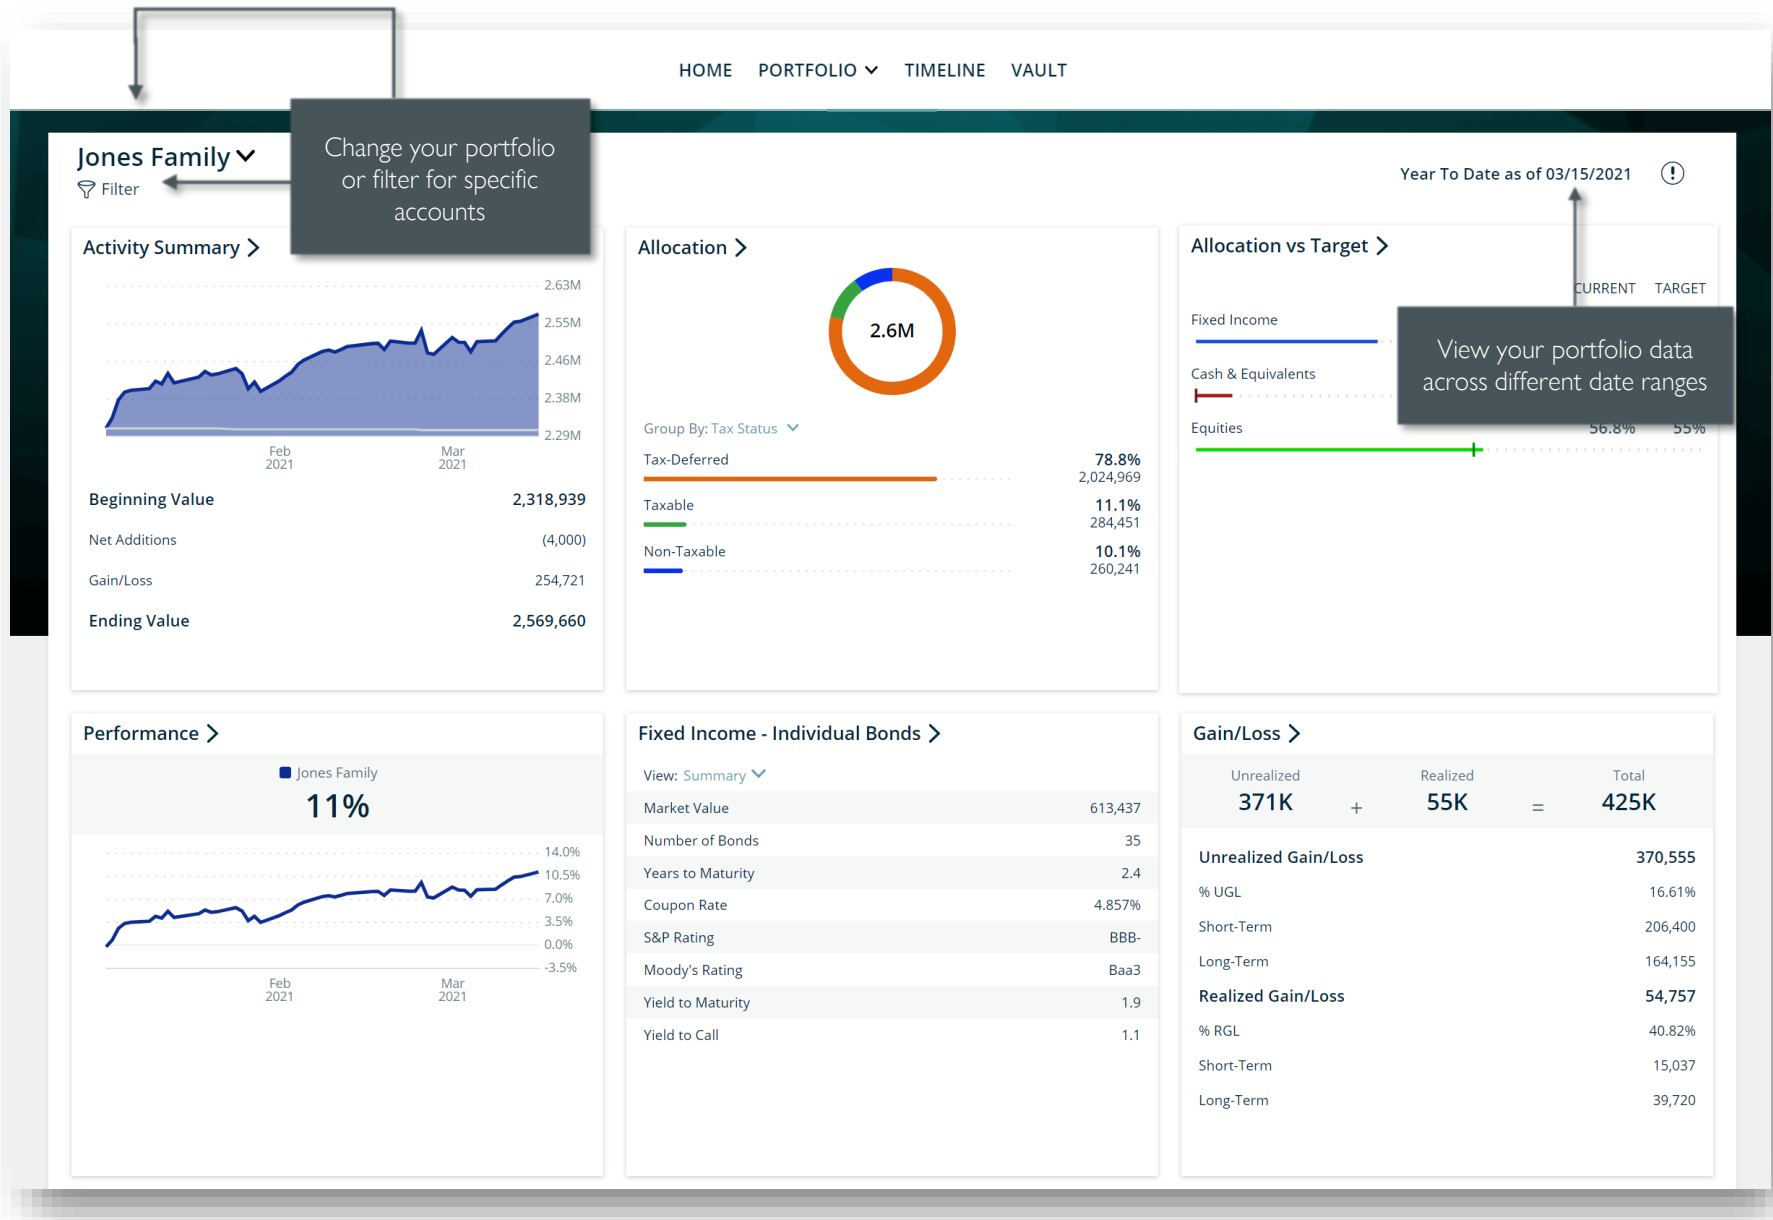 HOME PORTFOLIO TIMELINE VAULT
Jones Family
Filter
Change your portfolio
or filter for specific
accounts
Year To Date as of 03/15/2021
Activity Summary
2.63M
2.55M
2.46M
2.38M
2.29M
Feb
2021
Mar
2021
Beginning Value 2,318,939
Net Additions (4,000)
Gain/Loss 254,721
Ending Value 2,569,660
Allocation
2.6M
Group By: Tax Status
Tax-Deferred 78.8%
2,024,969
Taxable 11.1%
284,451
Non-Taxable 10.1%
260,241
Allocation vs Target
CURRENT TARGET
Fixed Income
View your portfolio data
across different date ranges
Cash & Equivalents
Equities 56.8% 55%
Performance
Jones Family
11%
14.0%
10.5%
7.0%
3.5%
0.0%
-3.5%
Feb
2021
Mar
2021
Fixed Income - Individual Bonds
View: Summary
Market Value 613,437
Number of Bonds 35
Years to Maturity 2.4
Coupon Rate 4.857%
S&P Rating BBB-
Moody's Rating Baa3
Yield to Maturity 1.9
Yield to Call 1.1
Gain/Loss
Unrealized Realized Total
371K + 55K = 425K
Unrealized Gain/Loss 370,555
% UGL 16.61%
Short-Term 206,400
Long-Term 164,155
Realized Gain/Loss 54,757
% RGL 40.82%
Short-Term 15,037
Long-Term 39,720